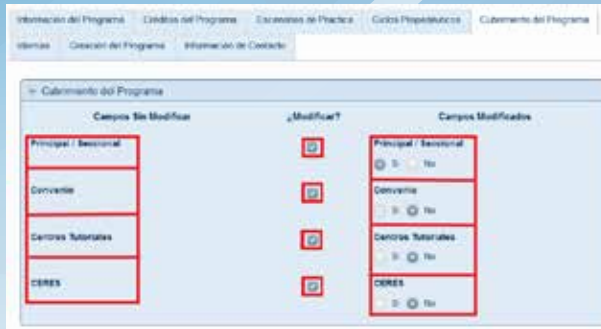 Información del Programa Créditos del Programa Escenarios de Práctica Ciclos Propedéuticos Cubrimiento del Programa
Idiomas Creación del Programa Información de Contacto
Cubrimiento del Programa
Campos Sin Modificar ¿Modificar? Campos Modificados
Principal / Seccional Principal / Seccional
Si No
Convenio Convenio
Si No
Centros Tutoriales Centros Tutoriales
Si No
CERES CERES
Si No